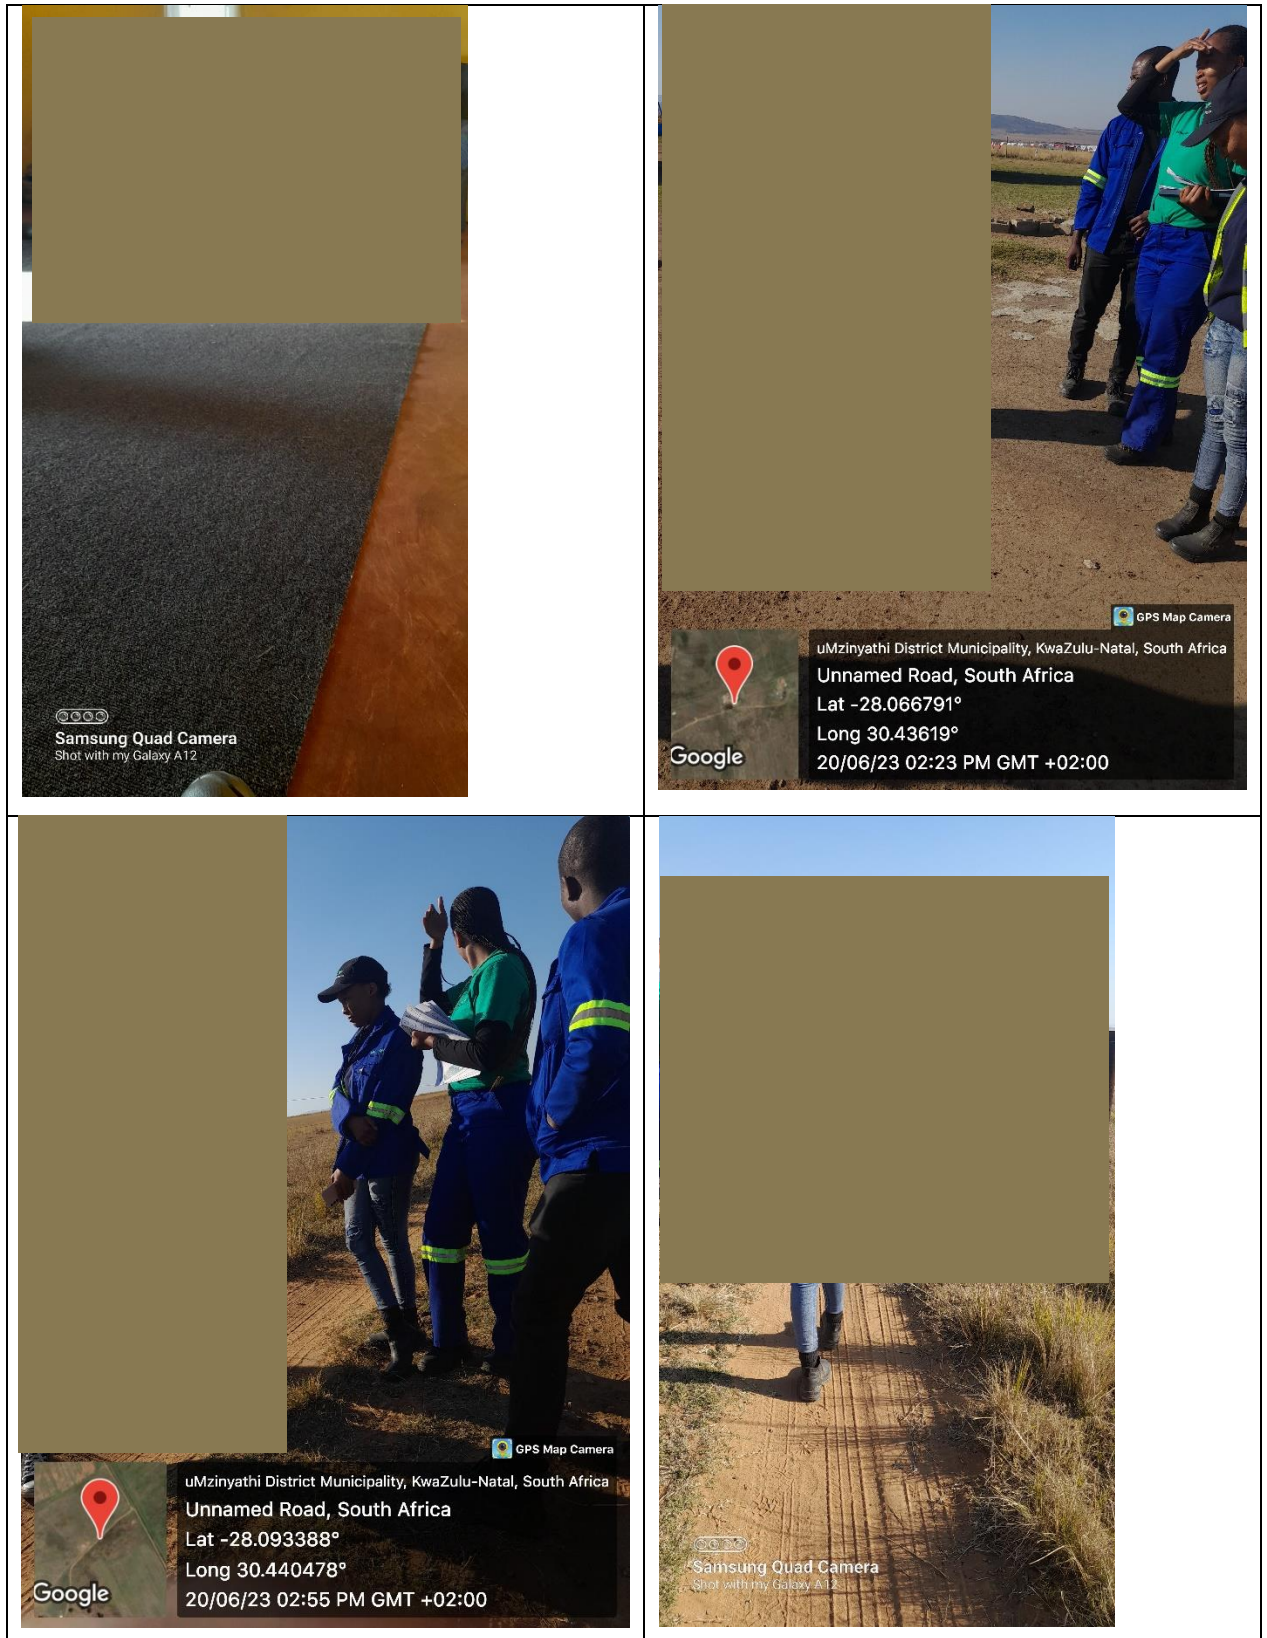 Samsung Quad Camera
Shot with my Galaxy A12
GPS Map Camera
uMzinyathi District Municipality, KwaZulu-Natal, South Africa
Unnamed Road, South Africa
Lat -28.066791°
Long 30.43619°
20/06/23 02:23 PM GMT +02:00
Google
GPS Map Camera
uMzinyathi District Municipality, KwaZulu-Natal, South Africa
Unnamed Road, South Africa
Lat -28.093388°
Long 30.440478°
20/06/23 02:55 PM GMT +02:00
Google
Samsung Quad Camera
Shot with my Galaxy A12